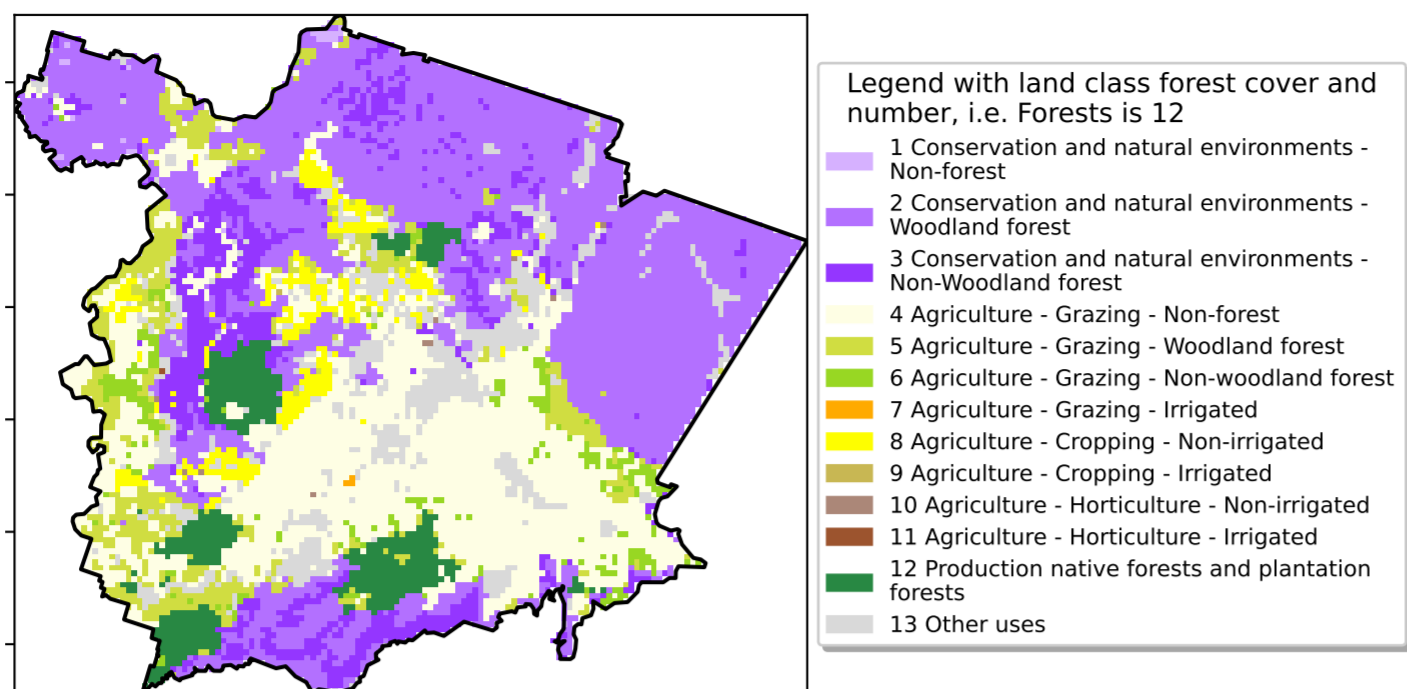 Legend with land class forest cover and
number, i.e. Forests is 12
1 Conservation and natural environments -
Non-forest
2 Conservation and natural environments -
Woodland forest
3 Conservation and natural environments -
Non-Woodland forest
4 Agriculture - Grazing - Non-forest
5 Agriculture - Grazing - Woodland forest
6 Agriculture - Grazing - Non-woodland forest
7 Agriculture - Grazing - Irrigated
8 Agriculture - Cropping - Non-irrigated
9 Agriculture - Cropping - Irrigated
10 Agriculture - Horticulture - Non-irrigated
11 Agriculture - Horticulture - Irrigated
12 Production native forests and plantation
forests
13 Other uses